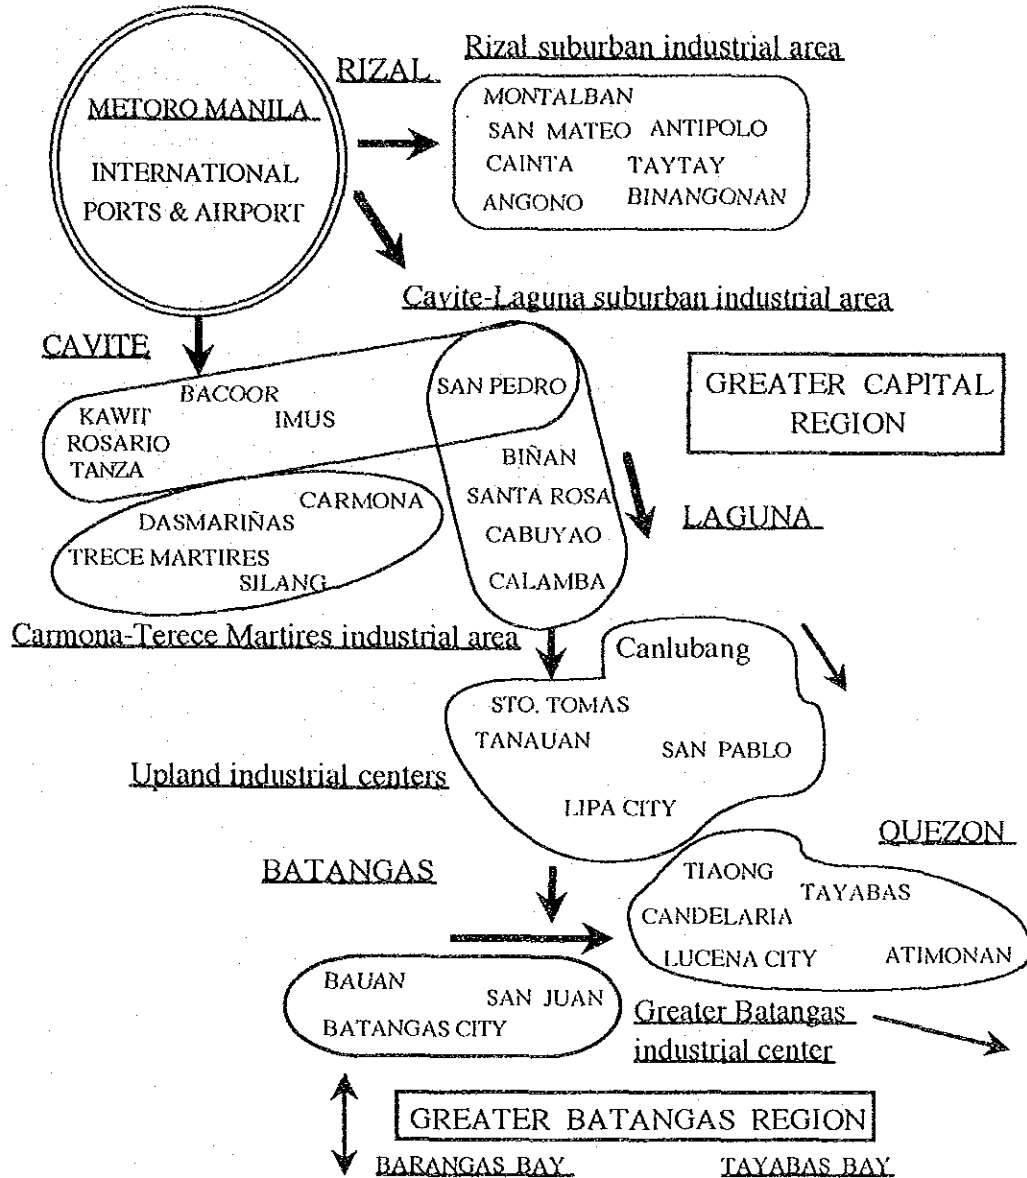 Rizal suburban industrial area
RIZAL
METORO MANILA
INTERNATIONAL
PORTS & AIRPORT
MONTALBAN
SAN MATEO ANTIPOLO
CAINTA TAYTAY
ANGONO BINANGONAN
Cavite-Laguna suburban industrial area
CAVITE
BACOOR
KAWIT IMUS
ROSARIO
TANZA
SAN PEDRO
BIÑAN
SANTA ROSA
CABUYAO
CALAMBA
GREATER CAPITAL
REGION
LAGUNA
CARMONA
DASMARIÑAS
TRECE MARTIRES
SILANG
Carmona-Terece Martires industrial area
Canlubang
STO. TOMAS
TANAUAN SAN PABLO
LIPA CITY
Upland industrial centers
QUEZON
BATANGAS
TIAONG
TAYABAS
CANDELARIA
LUCENA CITY ATIMONAN
BAUAN
SAN JUAN
BATANGAS CITY
Greater Batangas
industrial center
GREATER BATANGAS REGION
BARANGAS BAY TAYABAS BAY